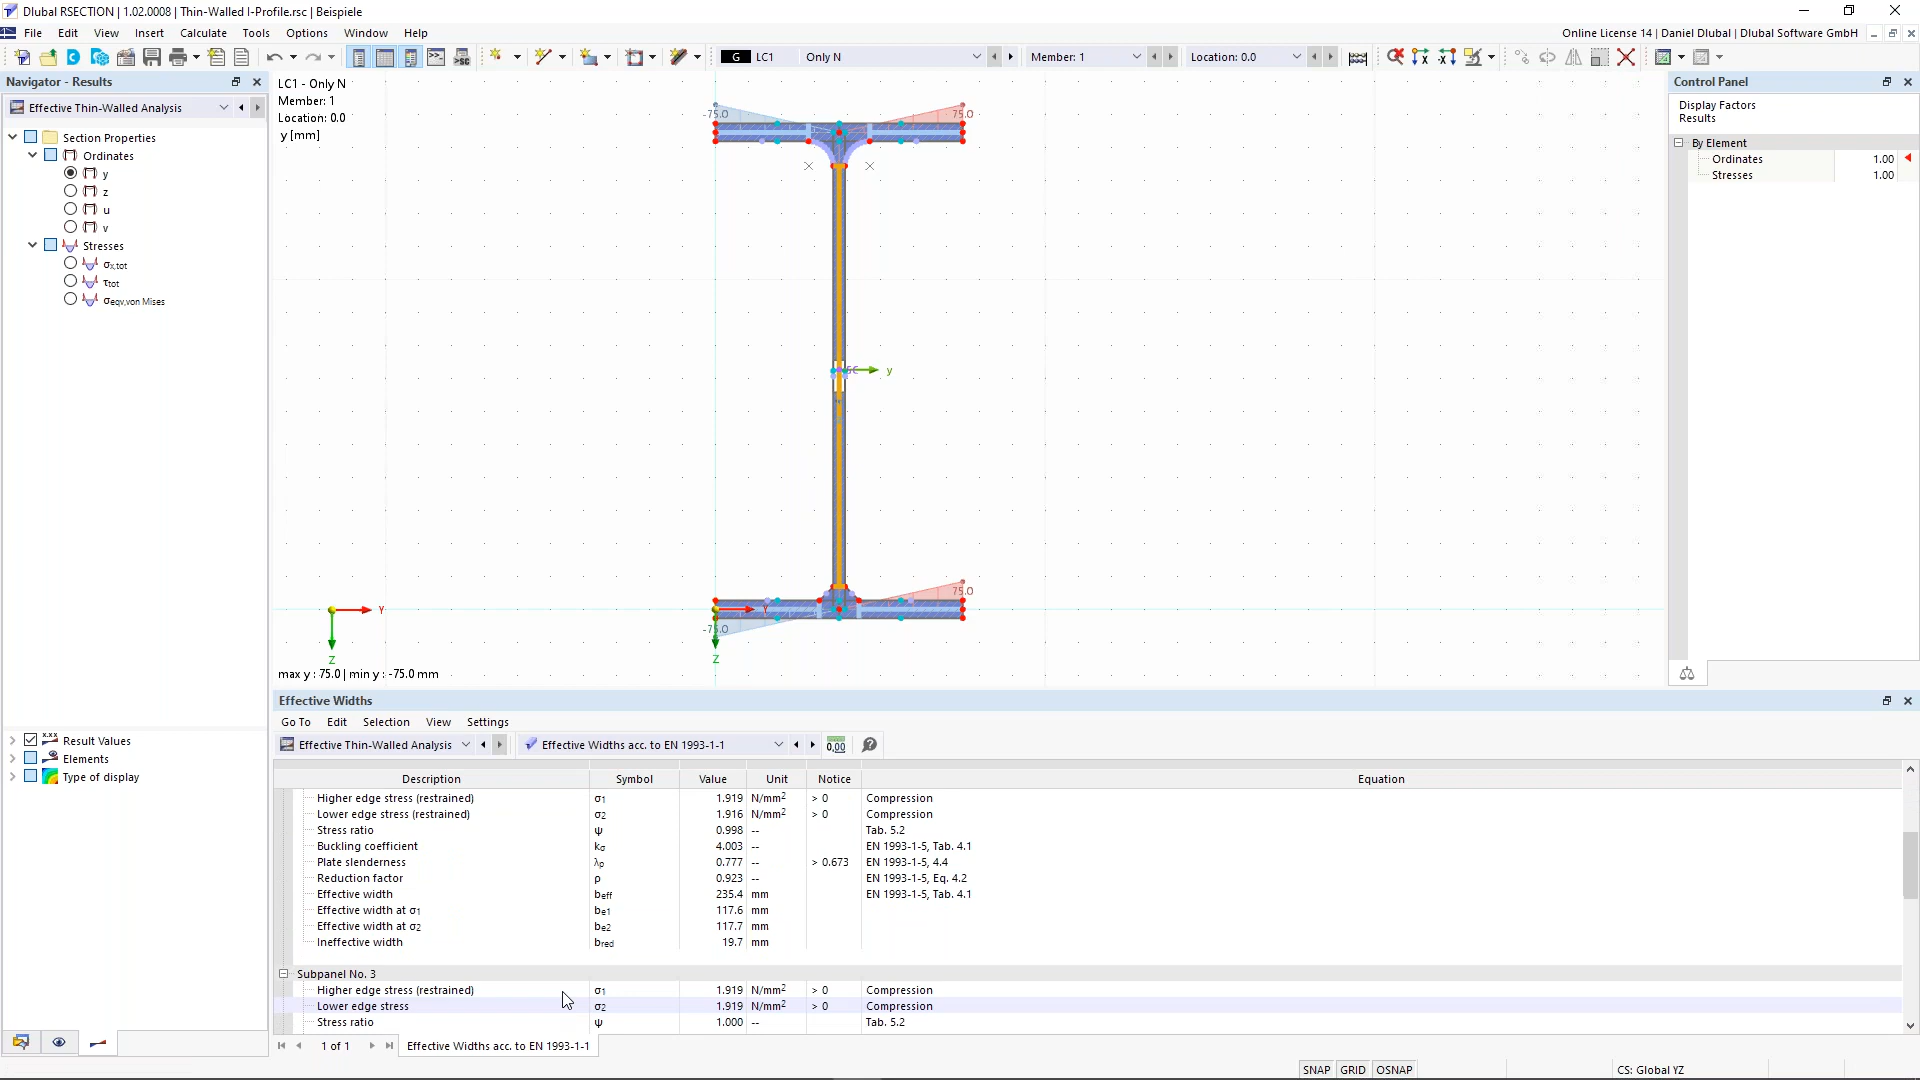 Dlubal RSECTION | 1.02.0008 | Thin-Walled I-Profile.rsc | Beispiele
File Edit View Insert Calculate Tools Options Window Help
Online License 14 | Daniel Dlubal | Dlubal Software GmbH
G LC1 Only N Member: 1 Location: 0.0
Navigator - Results
Effective Thin-Walled Analysis
Section Properties
Ordinates
y
z
u
v
Stresses
σx,tot
τtot
σeqv,von Mises
Result Values
Elements
Type of display
LC1 - Only N
Member: 1
Location: 0.0
y [mm]
-75.0 75.0
y
75.0
-75.0
Y
Y
Z
Z
max y : 75.0 | min y : -75.0 mm
Control Panel
Display Factors
Results
By Element
Ordinates 1.00
Stresses 1.00
Effective Widths
Go To Edit Selection View Settings
Effective Thin-Walled Analysis Effective Widths acc. to EN 1993-1-1 0,00
Description Symbol Value Unit Notice Equation
Higher edge stress (restrained) σ1 1.919 N/mm2 > 0 Compression
Lower edge stress (restrained) σ2 1.916 N/mm2 > 0 Compression
Stress ratio ψ 0.998 -- Tab. 5.2
Buckling coefficient kσ 4.003 -- EN 1993-1-5, Tab. 4.1
Plate slenderness λp 0.777 -- > 0.673 EN 1993-1-5, 4.4
Reduction factor ρ 0.923 -- EN 1993-1-5, Eq. 4.2
Effective width beff 235.4 mm EN 1993-1-5, Tab. 4.1
Effective width at σ1 be1 117.6 mm
Effective width at σ2 be2 117.7 mm
Ineffective width bred 19.7 mm
Subpanel No. 3
Higher edge stress (restrained) σ1 1.919 N/mm2 > 0 Compression
Lower edge stress σ2 1.919 N/mm2 > 0 Compression
Stress ratio ψ 1.000 -- Tab. 5.2
1 of 1 Effective Widths acc. to EN 1993-1-1
SNAP GRID OSNAP CS: Global YZ